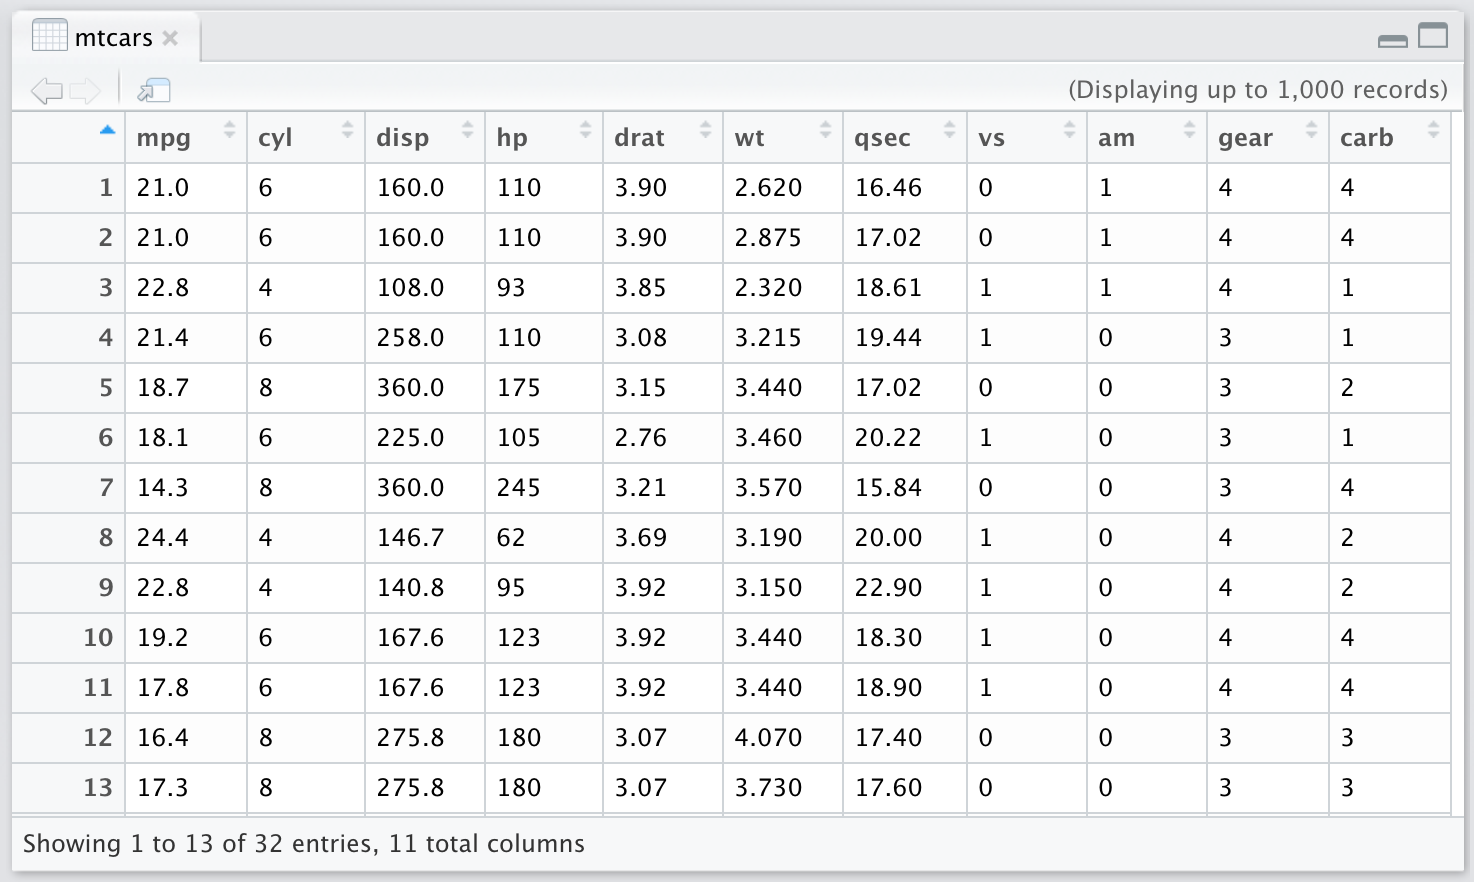 mtcars
(Displaying up to 1,000 records)
mpg cyl disp hp drat wt qsec vs am gear carb
1 21.0 6 160.0 110 3.90 2.620 16.46 0 1 4 4
2 21.0 6 160.0 110 3.90 2.875 17.02 0 1 4 4
3 22.8 4 108.0 93 3.85 2.320 18.61 1 1 4 1
4 21.4 6 258.0 110 3.08 3.215 19.44 1 0 3 1
5 18.7 8 360.0 175 3.15 3.440 17.02 0 0 3 2
6 18.1 6 225.0 105 2.76 3.460 20.22 1 0 3 1
7 14.3 8 360.0 245 3.21 3.570 15.84 0 0 3 4
8 24.4 4 146.7 62 3.69 3.190 20.00 1 0 4 2
9 22.8 4 140.8 95 3.92 3.150 22.90 1 0 4 2
10 19.2 6 167.6 123 3.92 3.440 18.30 1 0 4 4
11 17.8 6 167.6 123 3.92 3.440 18.90 1 0 4 4
12 16.4 8 275.8 180 3.07 4.070 17.40 0 0 3 3
13 17.3 8 275.8 180 3.07 3.730 17.60 0 0 3 3
Showing 1 to 13 of 32 entries, 11 total columns